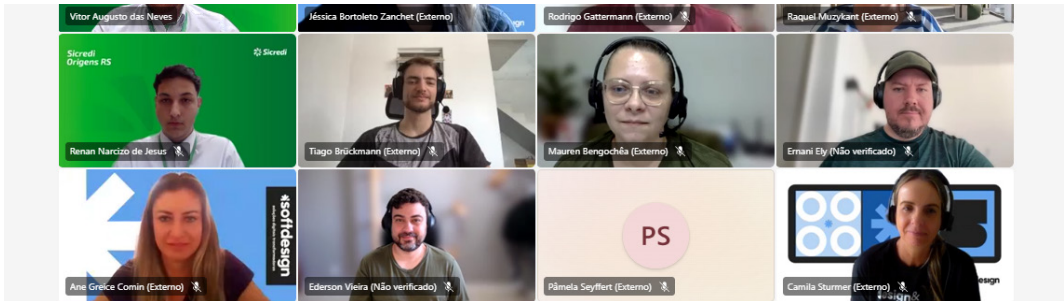 Vitor Augusto das Neves
Jéssica Bortoleto Zanchet (Externo)
Rodrigo Gattermann (Externo)
Raquel Muzykant (Externo)
Sicredi
Origens RS
Sicredi
Renan Narcizo de Jesus
Tiago Brückmann (Externo)
Mauren Bengochêa (Externo)
Ernani Ely (Não verificado)
softdesign
PS
Ane Greice Comin (Externo)
Ederson Vieira (Não verificado)
Pâmela Seyffert (Externo)
Camila Sturmer (Externo)